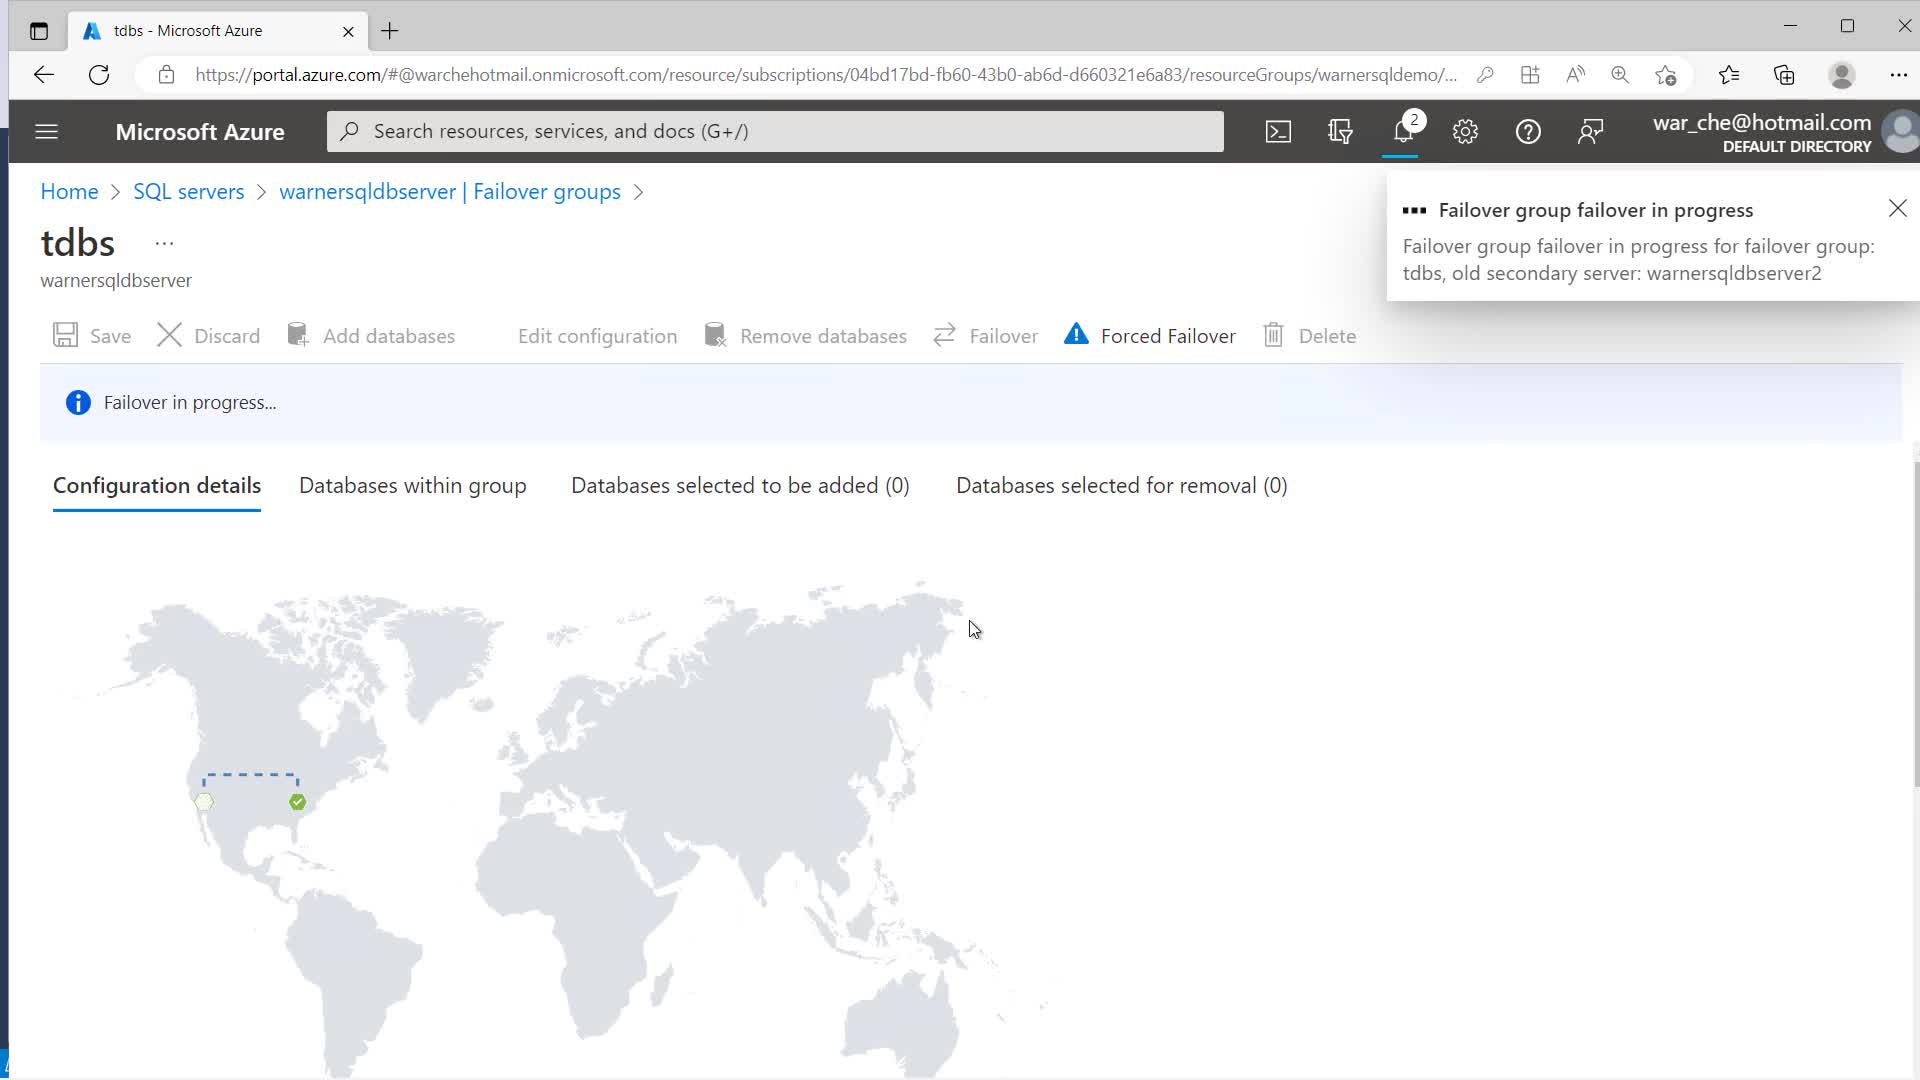 tdbs - Microsoft Azure
https://portal.azure.com/#@warchehotmail.onmicrosoft.com/resource/subscriptions/04bd17bd-fb60-43b0-ab6d-d660321e6a83/resourceGroups/warnersqldemo/...
Microsoft Azure
Search resources, services, and docs (G+/)
2
war_che@hotmail.com
DEFAULT DIRECTORY
Home > SQL servers > warnersqldbserver | Failover groups >
tdbs ...
warnersqldbserver
Failover group failover in progress
Failover group failover in progress for failover group:
tdbs, old secondary server: warnersqldbserver2
Save Discard Add databases Edit configuration Remove databases Failover Forced Failover Delete
Failover in progress...
Configuration details Databases within group Databases selected to be added (0) Databases selected for removal (0)